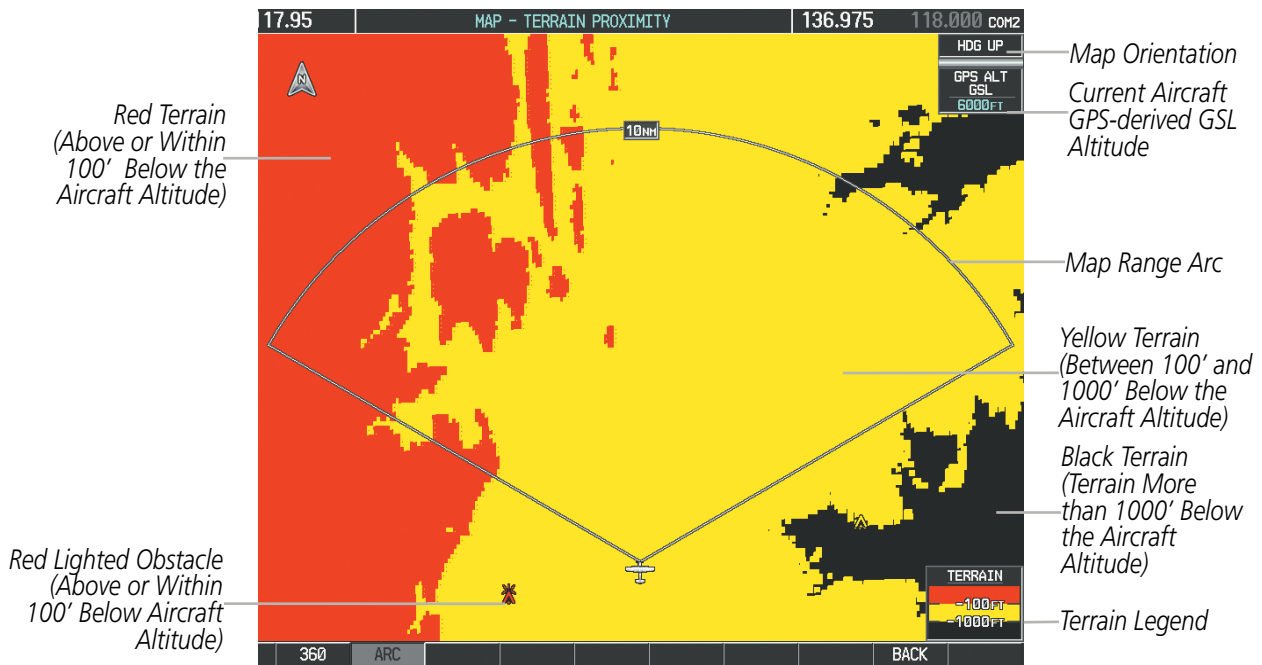 17.95 MAP – TERRAIN PROXIMITY 136.975 118.000 COM2
HDG UP
GPS ALT
GSL
6000FT
N
10NM
Map Orientation
Current Aircraft
GPS-derived GSL
Altitude
Red Terrain
(Above or Within
100' Below the
Aircraft Altitude)
Map Range Arc
Yellow Terrain
(Between 100' and
1000' Below the
Aircraft Altitude)
Black Terrain
(Terrain More
than 1000' Below
the Aircraft
Altitude)
Red Lighted Obstacle
(Above or Within
100' Below Aircraft
Altitude)
TERRAIN
-100FT
-1000FT
Terrain Legend
360 ARC BACK